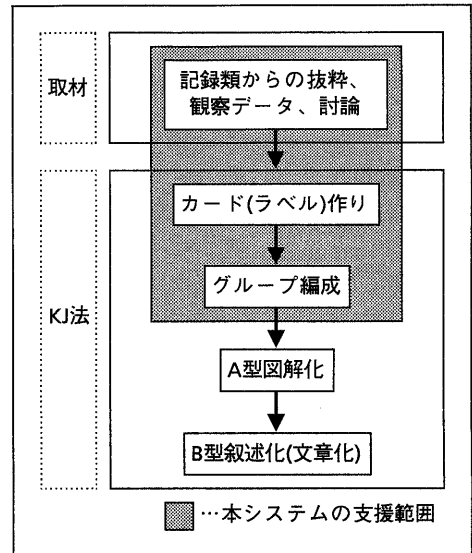 取材
記録類からの抜粋、
観察データ、討論
KJ法
カード(ラベル)作り
グループ編成
A型図解化
B型叙述化(文章化)
…本システムの支援範囲